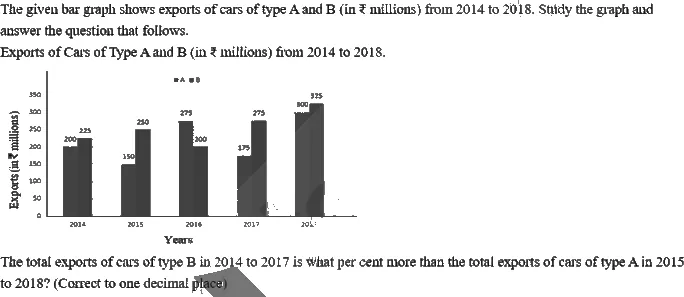 The given bar graph shows exports of cars of type A and B (in ₹ millions) from 2014 to 2018. Study the graph and
answer the question that follows.
Exports of Cars of Type A and B (in ₹ millions) from 2014 to 2018.
A B
Exports (in ₹ millions)
350
300
250
200
150
100
50
0
200 225
150 250
275 200
175 275
300 325
2014 2015 2016 2017
Years
The total exports of cars of type B in 2014 to 2017 is what per cent more than the total exports of cars of type A in 2015
to 2018? (Correct to one decimal place)